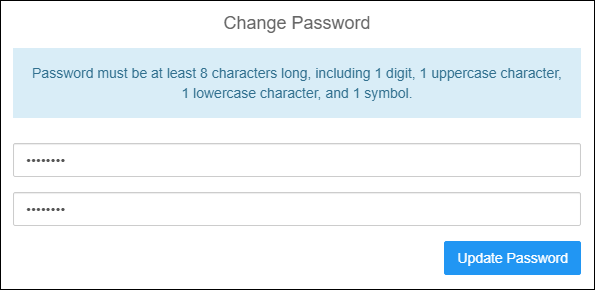 Change Password
Password must be at least 8 characters long, including 1 digit, 1 uppercase character,
1 lowercase character, and 1 symbol.
••••••••
••••••••
Update Password